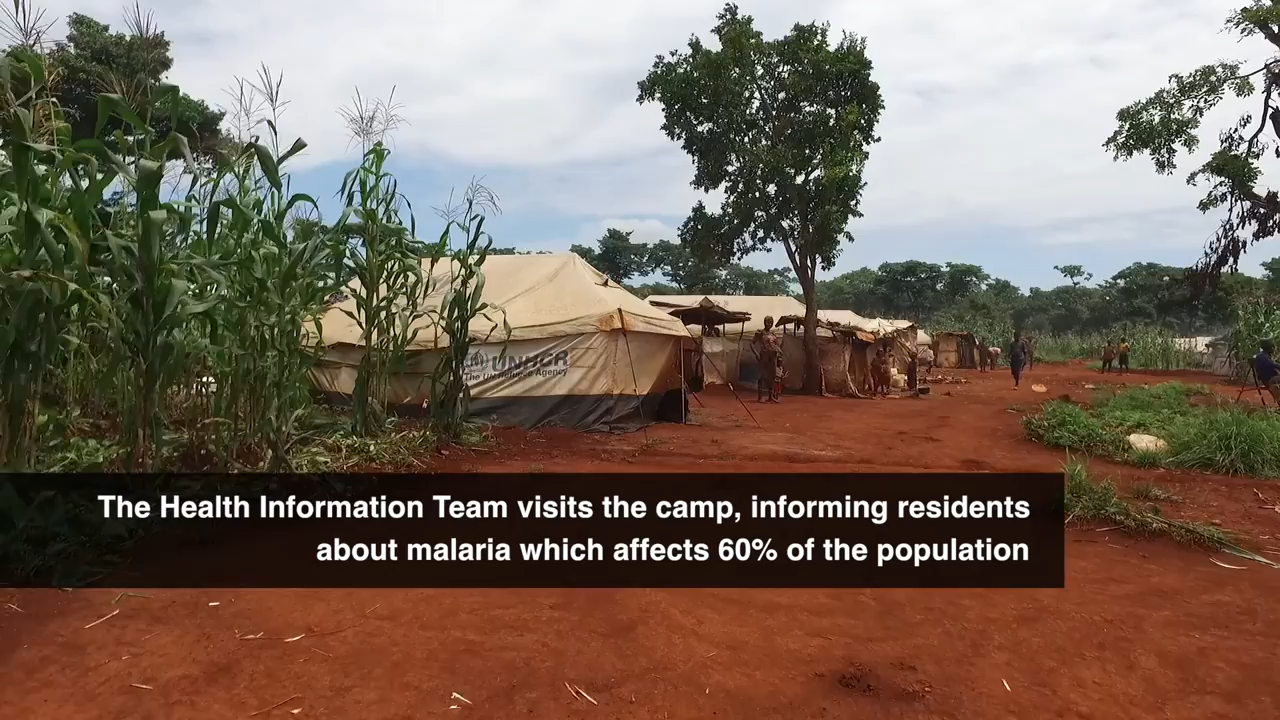 UNHCR
The UN Refugee Agency
The Health Information Team visits the camp, informing residents
about malaria which affects 60% of the population